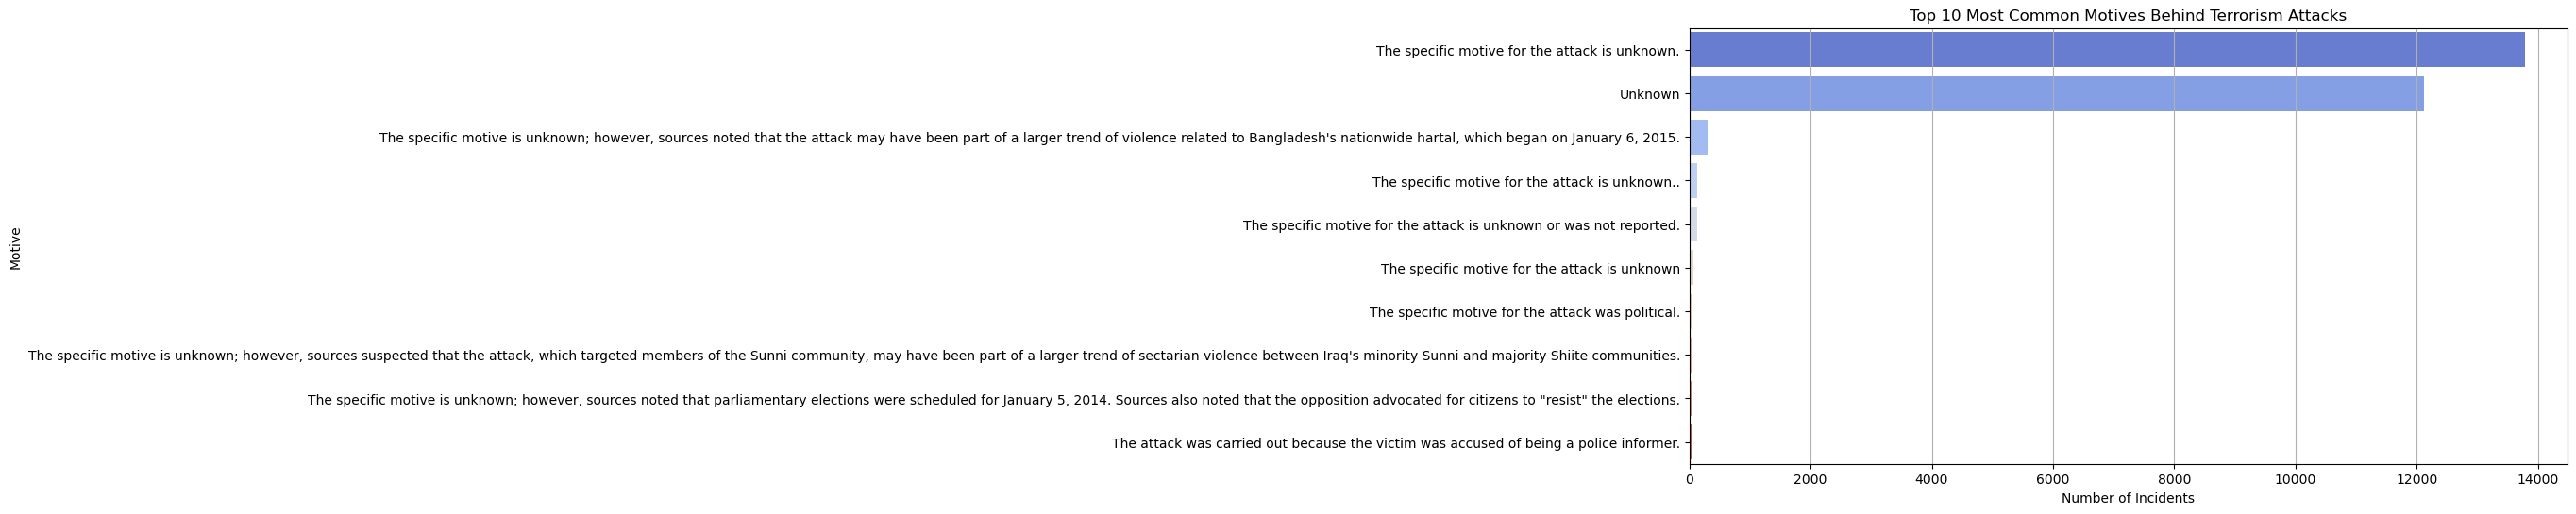 Top 10 Most Common Motives Behind Terrorism Attacks
The specific motive for the attack is unknown.
Unknown
The specific motive is unknown; however, sources noted that the attack may have been part of a larger trend of violence related to Bangladesh's nationwide hartal, which began on January 6, 2015.
The specific motive for the attack is unknown..
The specific motive for the attack is unknown or was not reported.
Motive
The specific motive for the attack is unknown
The specific motive for the attack was political.
The specific motive is unknown; however, sources suspected that the attack, which targeted members of the Sunni community, may have been part of a larger trend of sectarian violence between Iraq's minority Sunni and majority Shiite communities.
The specific motive is unknown; however, sources noted that parliamentary elections were scheduled for January 5, 2014. Sources also noted that the opposition advocated for citizens to "resist" the elections.
The attack was carried out because the victim was accused of being a police informer.
0 2000 4000 6000 8000 10000 12000 14000
Number of Incidents